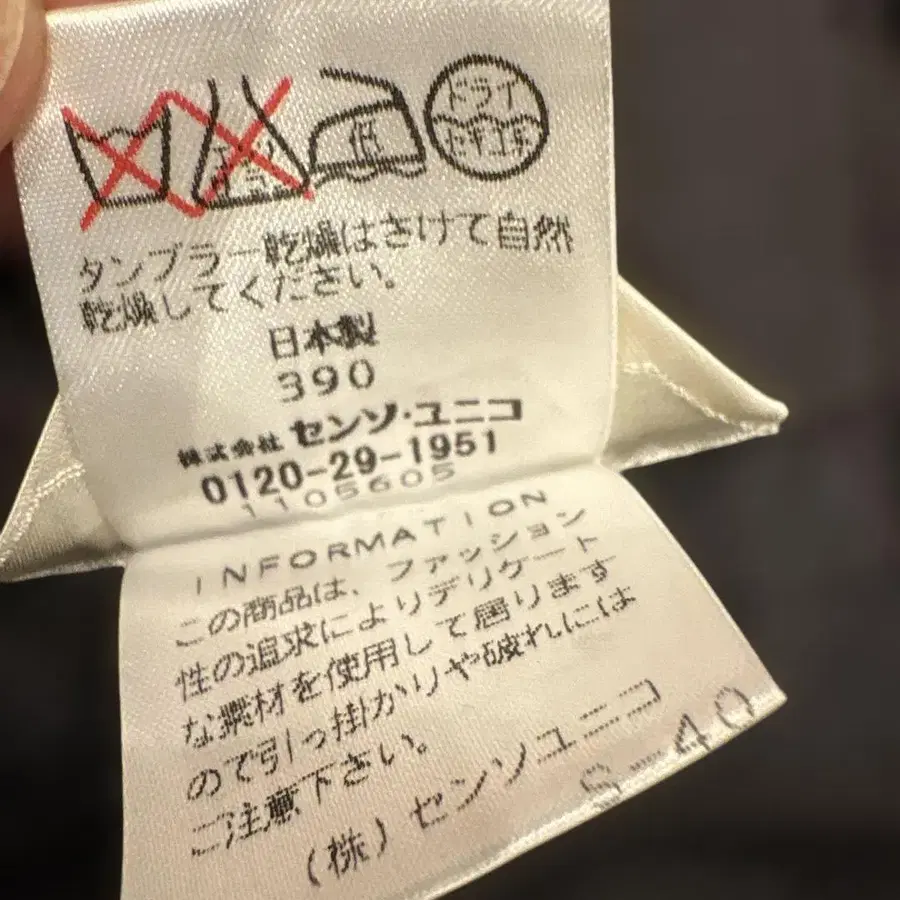 低
ドライ
セキユ系
タンブラー乾燥はさけて自然
乾燥してください。
日本製
390
株式会社 センソ・ユニコ
0120-29-1951
1105605
INFORMATION
この商品は、ファッション
性の追求によりデリケート
な素材を使用して居ります
ので引っ掛かりや破れには
ご注意下さい。
(株)センソユニコ
S-40